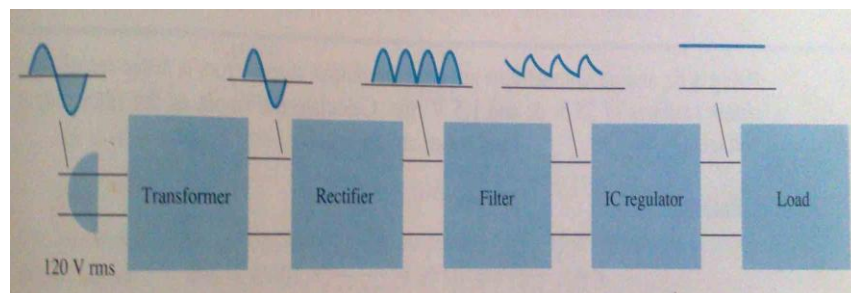 Transformer
Rectifier
Filter
IC regulator
Load
120 V rms